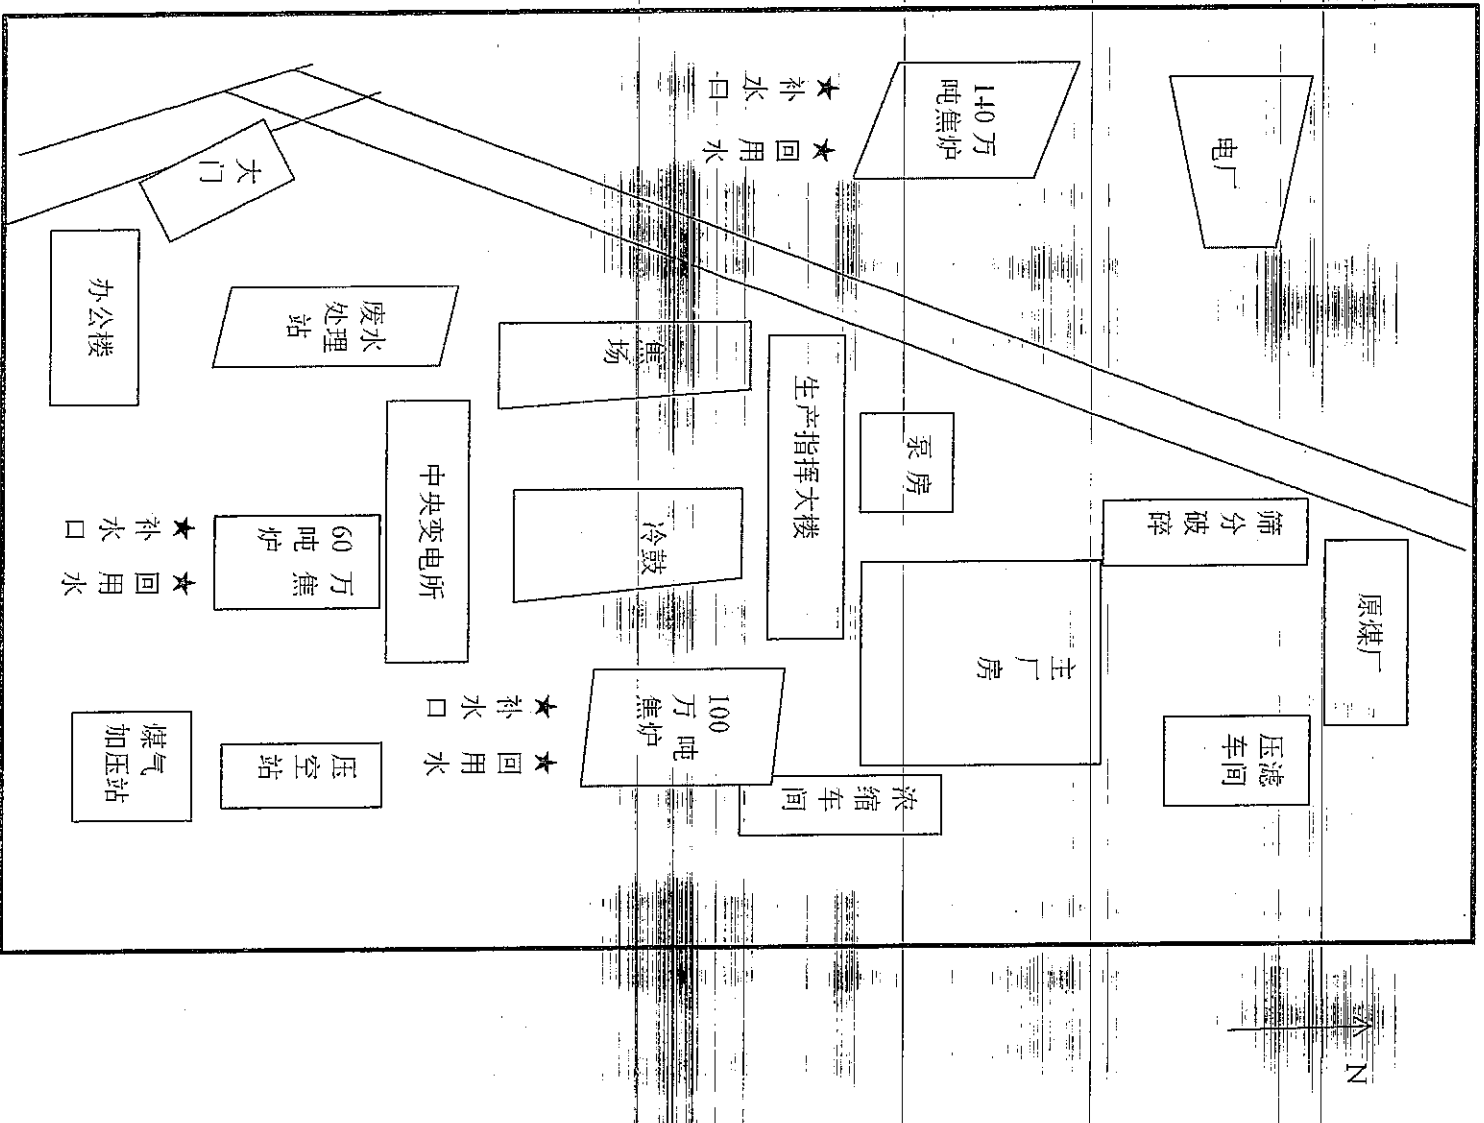 N
原煤厂
电厂
筛分破碎
压滤
车间
140万
吨焦炉
★补水口
★回用水
泵房
主厂房
浓缩车间
生产指挥大楼
焦场
冷鼓
100
万吨
焦炉
★补水口
★回用水
中央变电所
废水
处理
站
60万
吨焦
炉
★补水口
★回用水
压空站
大门
办公楼
煤气
加压站